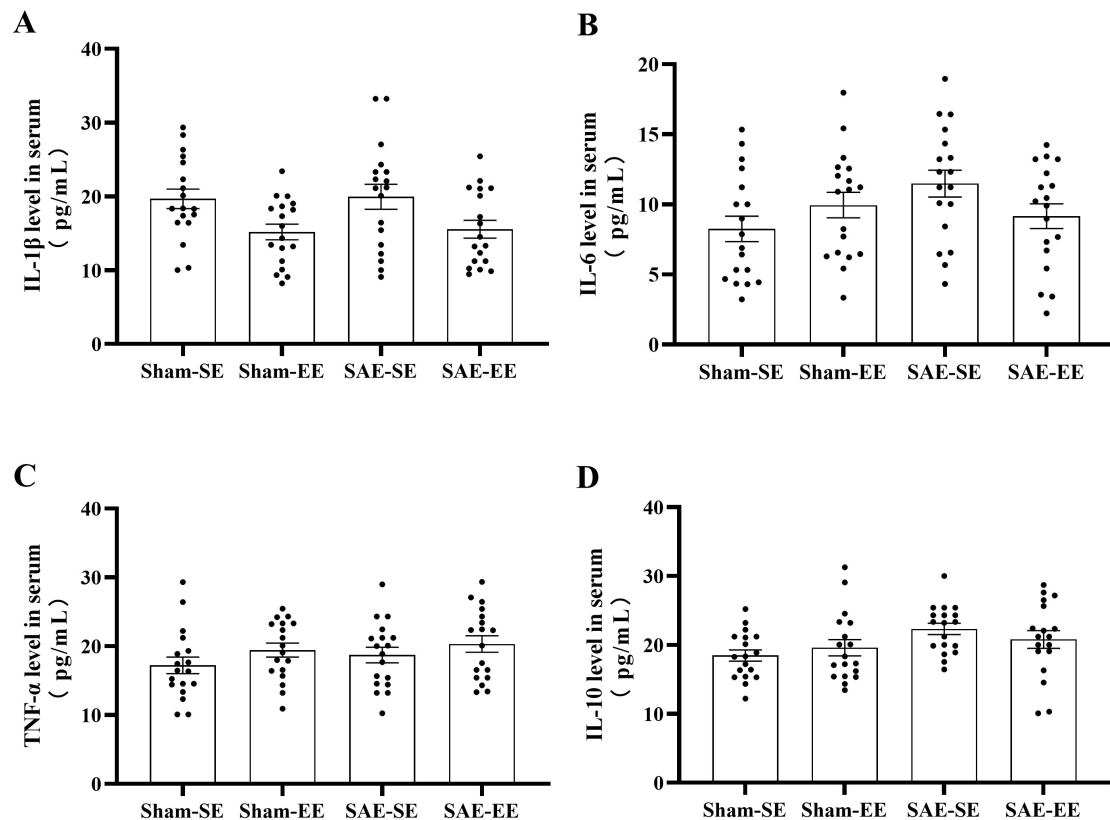 A
IL-1β level in serum
( pg/mL)
40
30
20
10
0
Sham-SE Sham-EE SAE-SE SAE-EE
B
IL-6 level in serum
( pg/mL)
20
15
10
5
0
Sham-SE Sham-EE SAE-SE SAE-EE
C
TNF-α level in serum
( pg/mL)
40
30
20
10
0
Sham-SE Sham-EE SAE-SE SAE-EE
D
IL-10 level in serum
( pg/mL)
40
30
20
10
0
Sham-SE Sham-EE SAE-SE SAE-EE